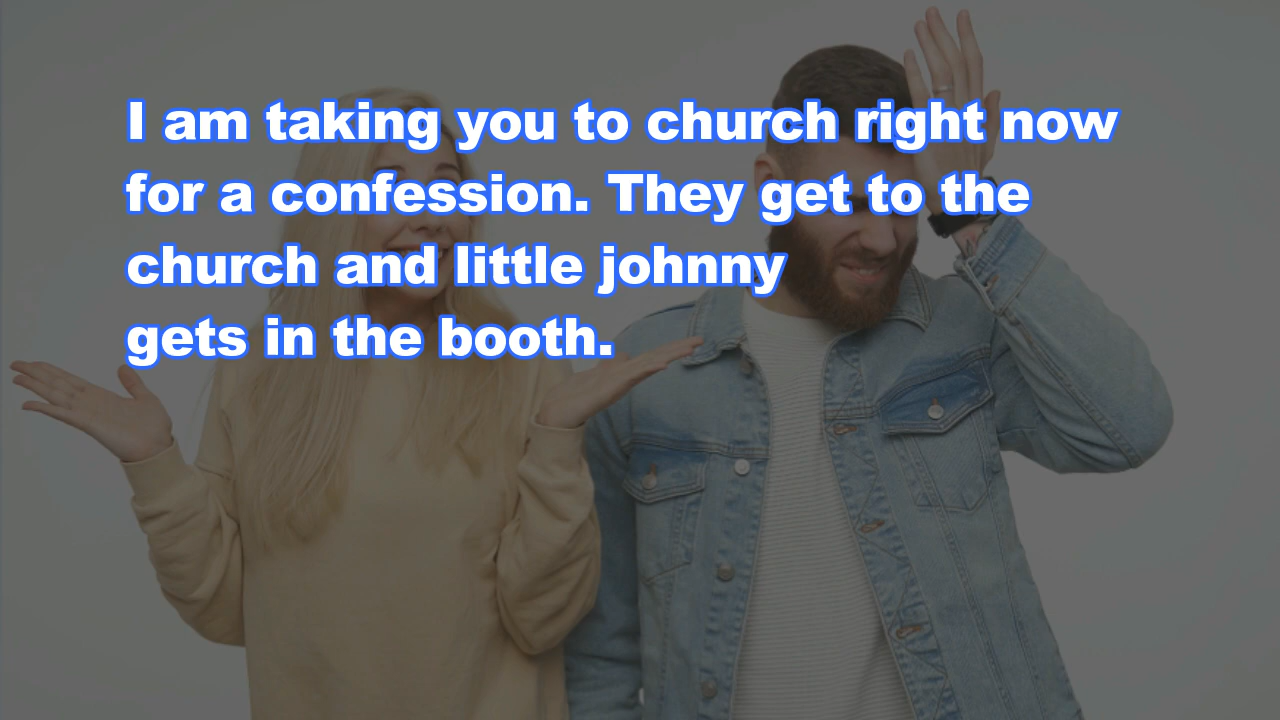 I am taking you to church right now
for a confession. They get to the
church and little johnny
gets in the booth.